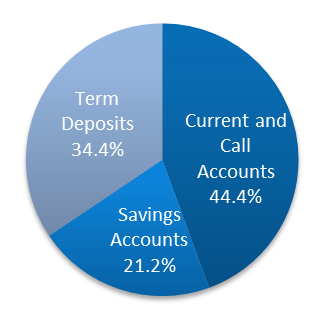 Term
Deposits
34.4%
Current and
Call
Accounts
44.4%
Savings
Accounts
21.2%